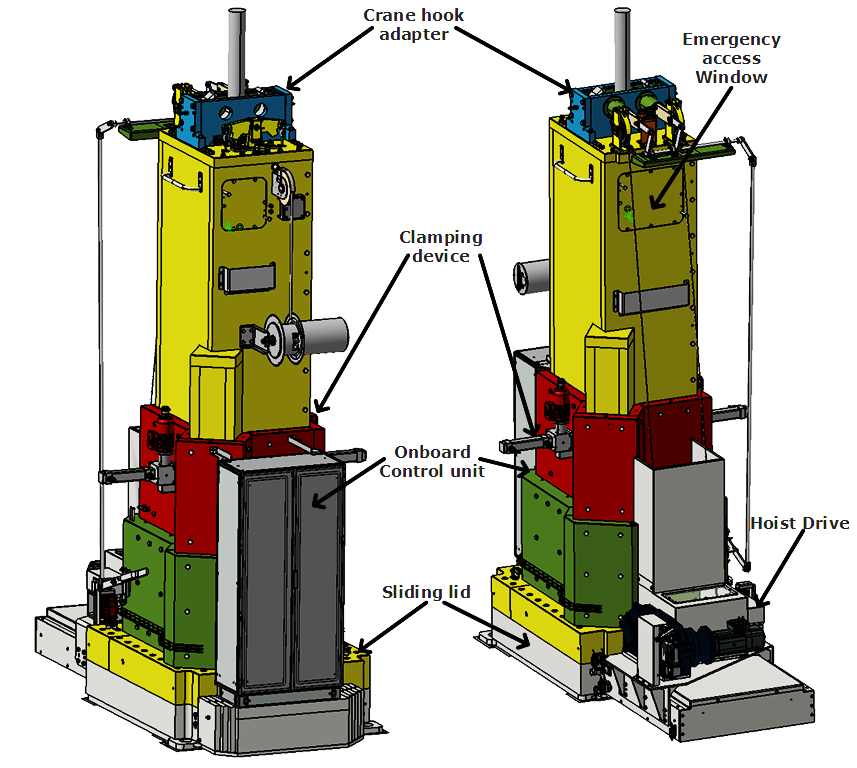 Crane hook
adapter
Emergency
access
Window
Clamping
device
Onboard
Control unit
Hoist Drive
Sliding lid